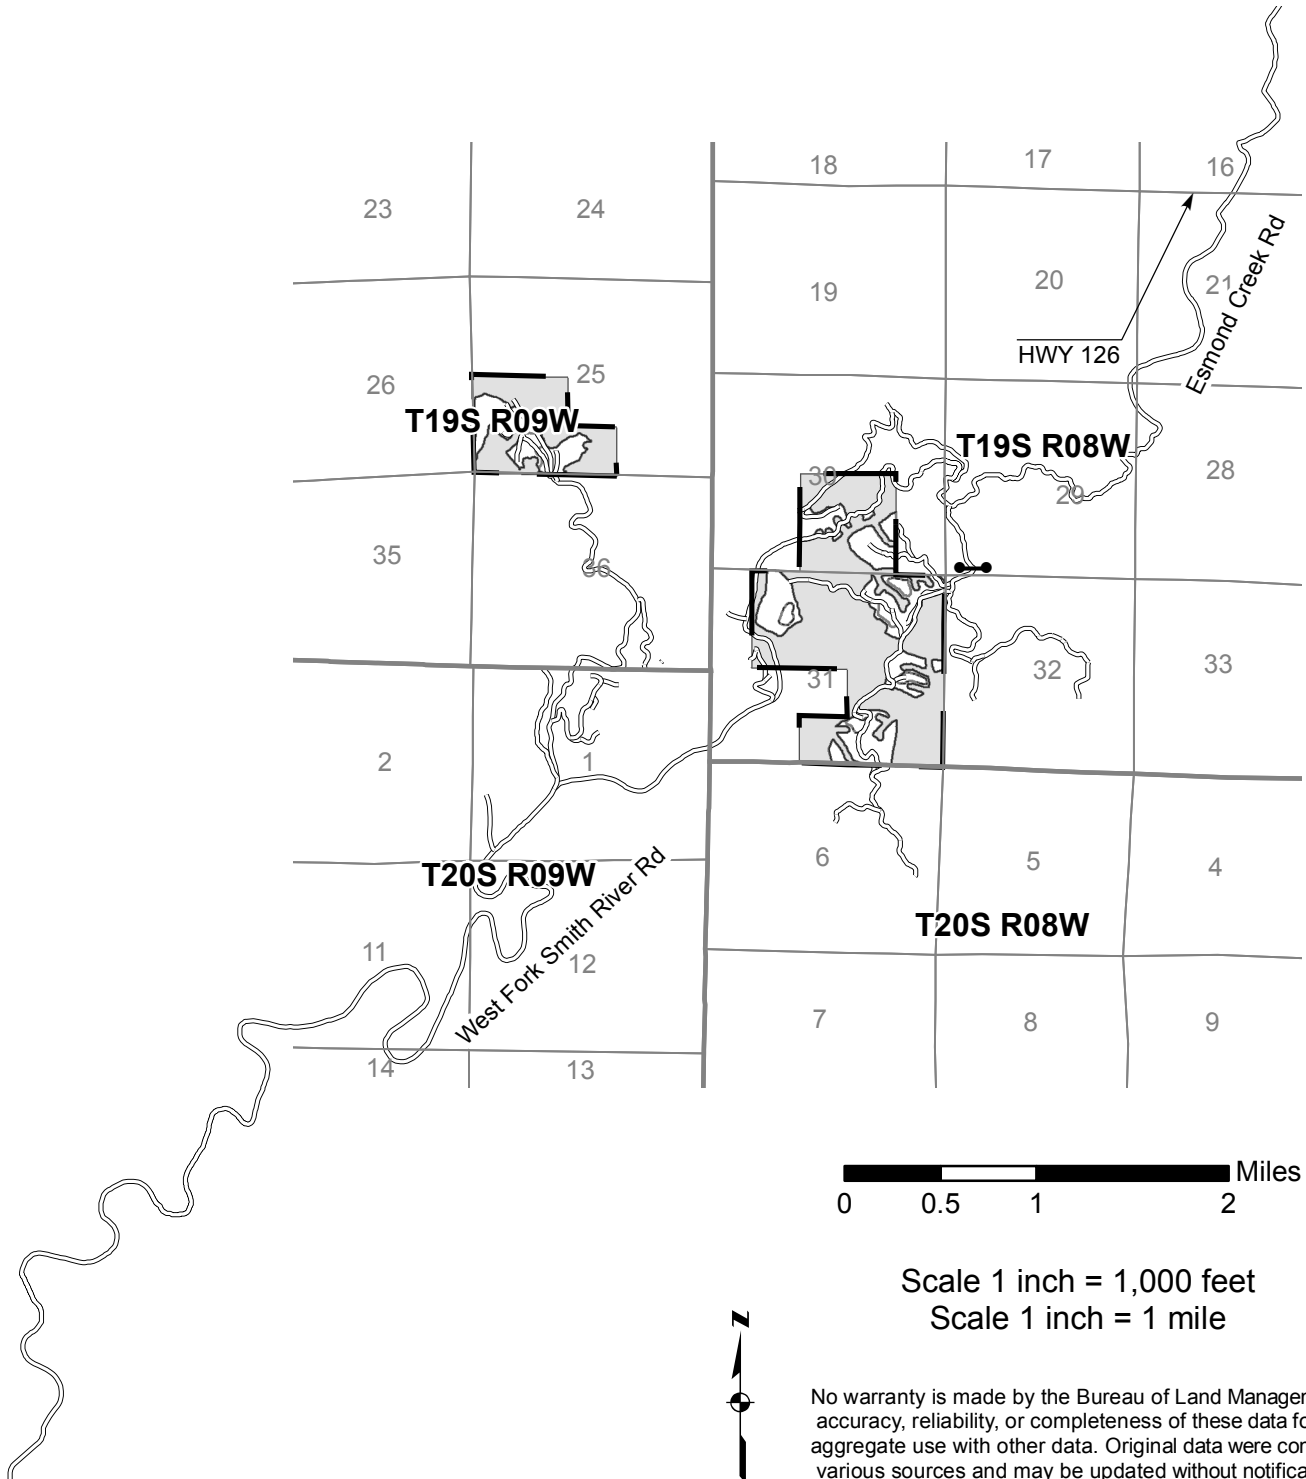 18
17
16
23
24
19
20
21
HWY 126
Esmond Creek Rd
26
25
T19S R09W
T19S R08W
30
29
28
35
36
31
32
33
2
1
6
5
4
T20S R09W
West Fork Smith River Rd
T20S R08W
11
12
7
8
9
14
13
Miles
0 0.5 1 2
Scale 1 inch = 1,000 feet
Scale 1 inch = 1 mile
z
No warranty is made by the Bureau of Land Manager
accuracy, reliability, or completeness of these data fo
aggregate use with other data. Original data were con
various sources and may be updated without notifica